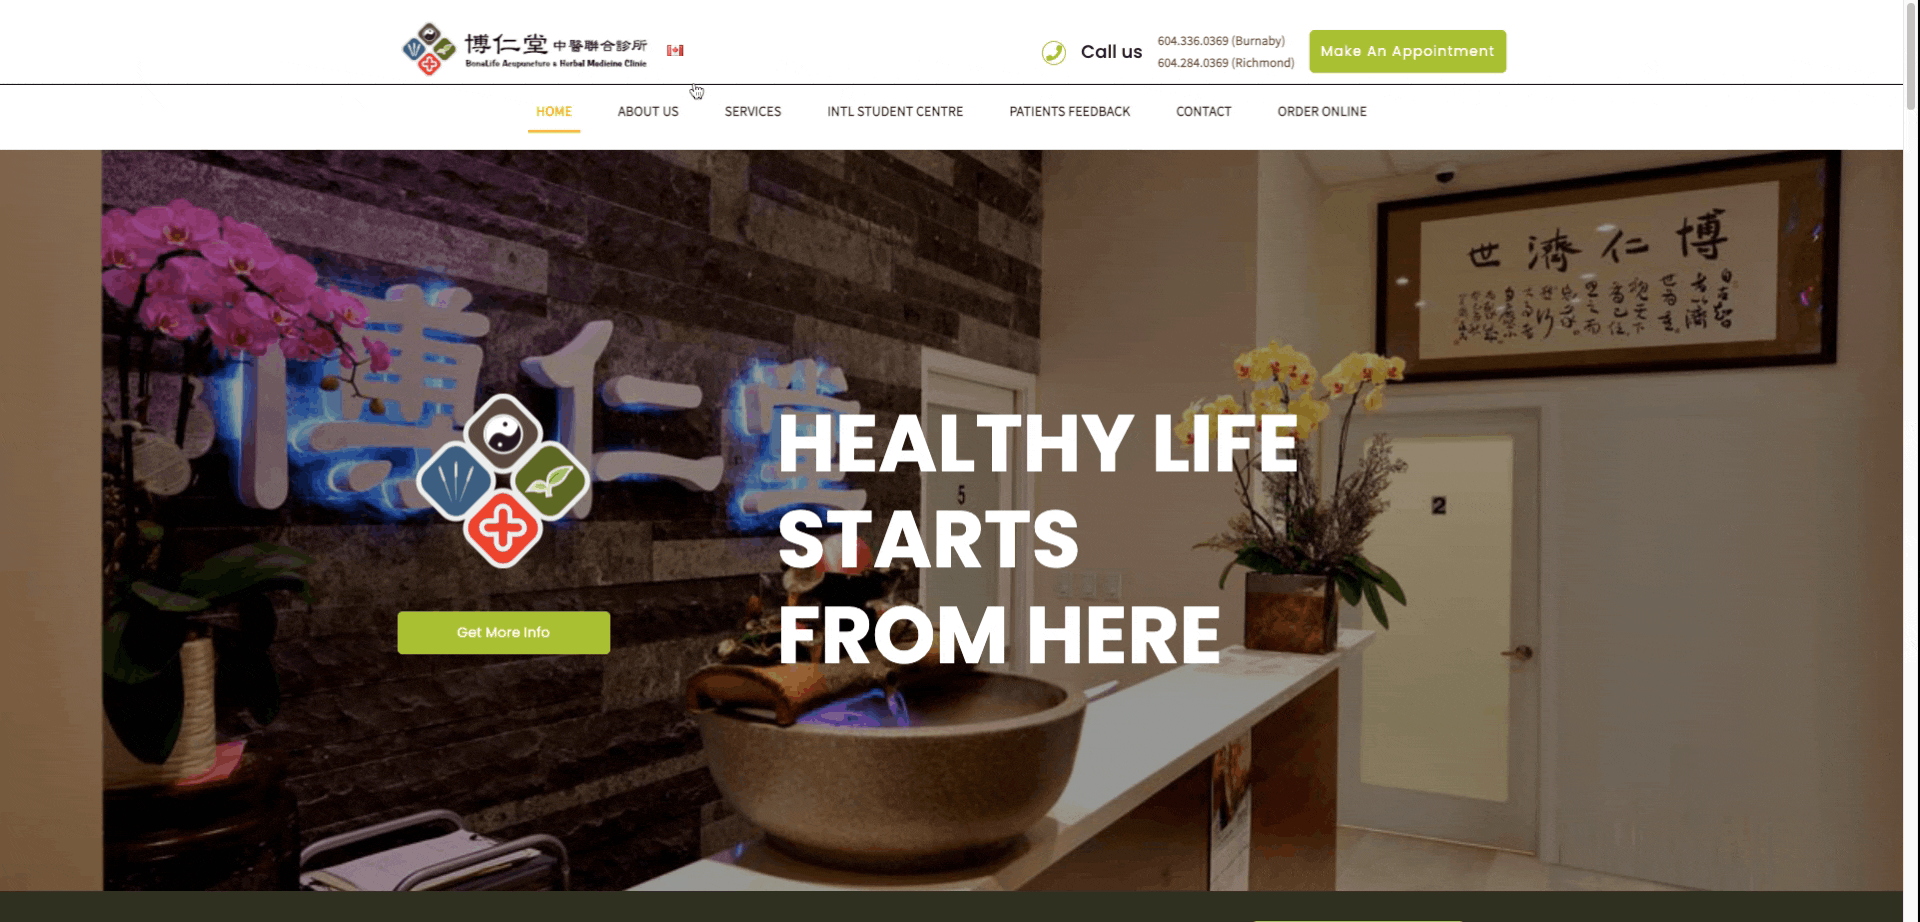 博仁堂 中醫聯合診所
BonaLife Acupuncture & Herbal Medicine Clinic
Call us
604.336.0369 (Burnaby)
604.284.0369 (Richmond)
Make An Appointment
HOME
ABOUT US
SERVICES
INTL STUDENT CENTRE
PATIENTS FEEDBACK
CONTACT
ORDER ONLINE
世濟仁博
博仁堂
HEALTHY LIFE
STARTS
FROM HERE
5
2
Get More Info